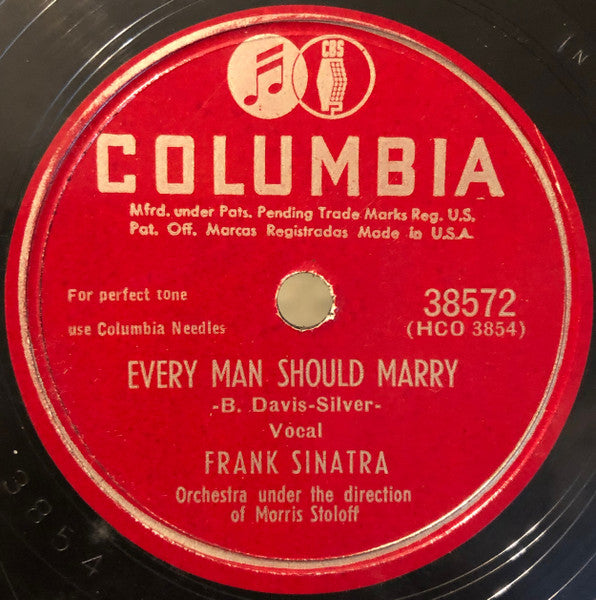 CBS
COLUMBIA
Mfrd. under Pats. Pending Trade Marks Reg. U.S.
Pat. Off. Marcas Registradas Made in U.S.A.
For perfect tone
use Columbia Needles
38572
(HCO 3854)
EVERY MAN SHOULD MARRY
-B. Davis-Silver-
Vocal
FRANK SINATRA
Orchestra under the direction
of Morris Stoloff
3854
IN